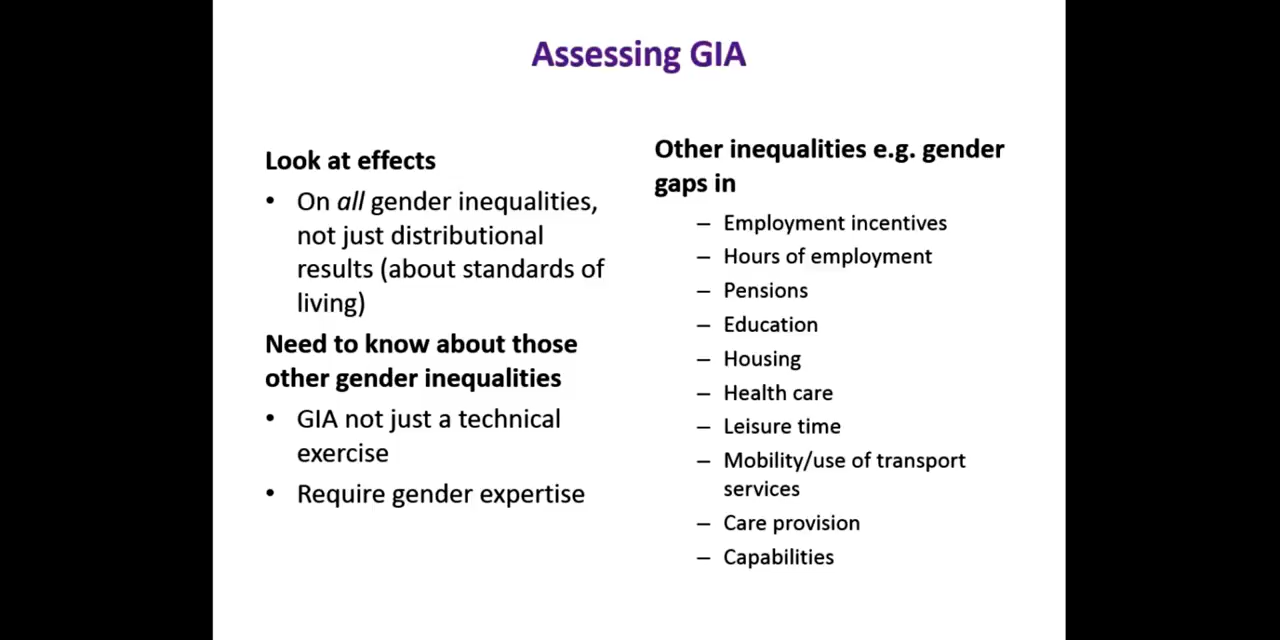 Assessing GIA
Look at effects
• On all gender inequalities,
not just distributional
results (about standards of
living)
Need to know about those
other gender inequalities
• GIA not just a technical
exercise
• Require gender expertise
Other inequalities e.g. gender
gaps in
– Employment incentives
– Hours of employment
– Pensions
– Education
– Housing
– Health care
– Leisure time
– Mobility/use of transport
services
– Care provision
– Capabilities